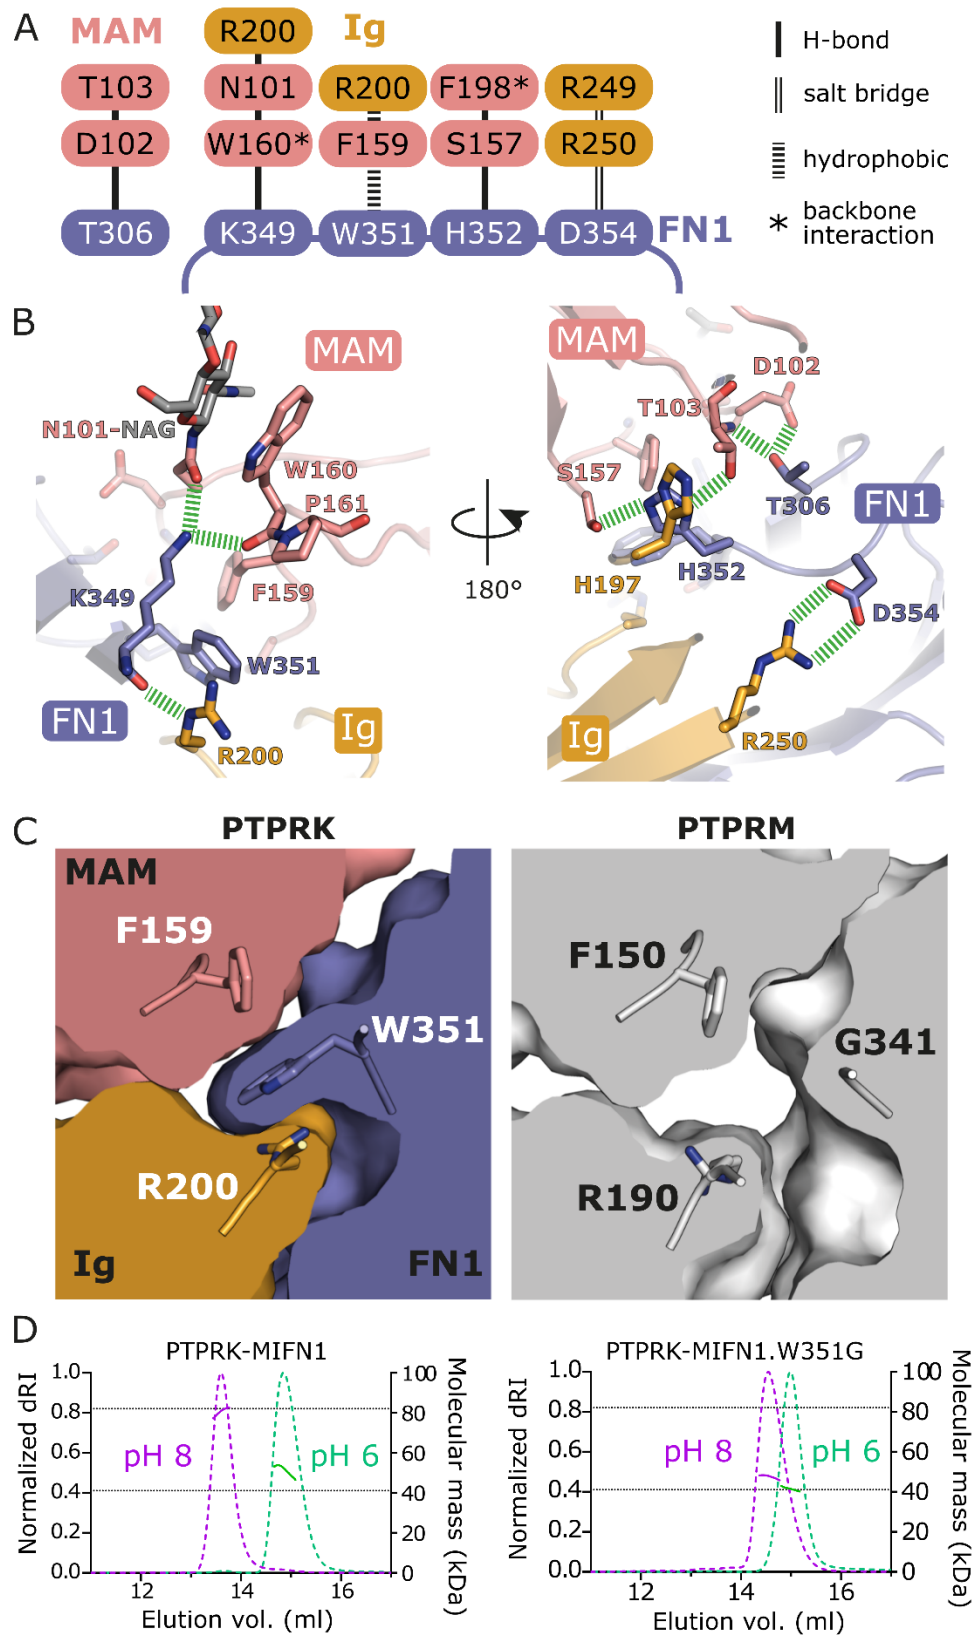 A MAM R200 Ig
T103 N101 R200 F198* R249
D102 W160* F159 S157 R250
T306 K349 W351 H352 D354 FN1
H-bond
salt bridge
hydrophobic
* backbone
interaction
B
MAM
N101-NAG
W160
P161
K349
F159
W351
FN1
Ig
R200
180°
MAM
D102
T103
S157
T306
FN1
H197
H352
D354
Ig
R250
C PTPRK PTPRM
MAM
F159
W351
R200
Ig
FN1
F150
G341
R190
D
PTPRK-MIFN1
Normalized dRI
1.0
0.8
0.6
0.4
0.2
0.0
pH 8
pH 6
100
80
60
40
20
0
Molecular mass (kDa)
12 14 16
Elution vol. (ml)
PTPRK-MIFN1.W351G
Normalized dRI
1.0
0.8
0.6
0.4
0.2
0.0
pH 8
pH 6
100
80
60
40
20
0
Molecular mass (kDa)
12 14 16
Elution vol. (ml)